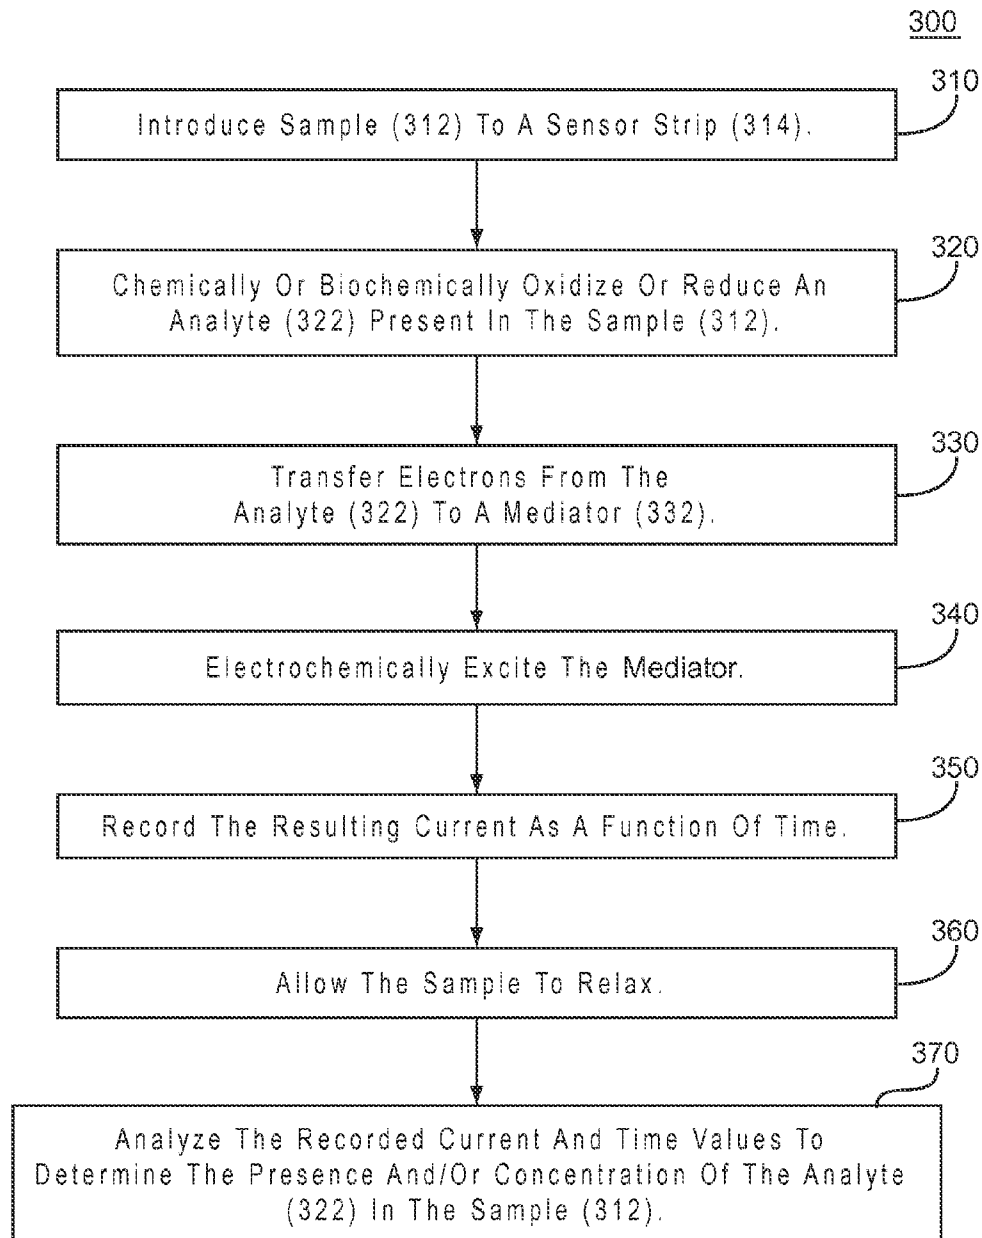 300
310
Introduce Sample (312) To A Sensor Strip (314).
320
Chemically Or Biochemically Oxidize Or Reduce An
Analyte (322) Present In The Sample (312).
330
Transfer Electrons From The
Analyte (322) To A Mediator (332).
340
Electrochemically Excite The Mediator.
350
Record The Resulting Current As A Function Of Time.
360
Allow The Sample To Relax.
370
Analyze The Recorded Current And Time Values To
Determine The Presence And/Or Concentration Of The Analyte
(322) In The Sample (312).